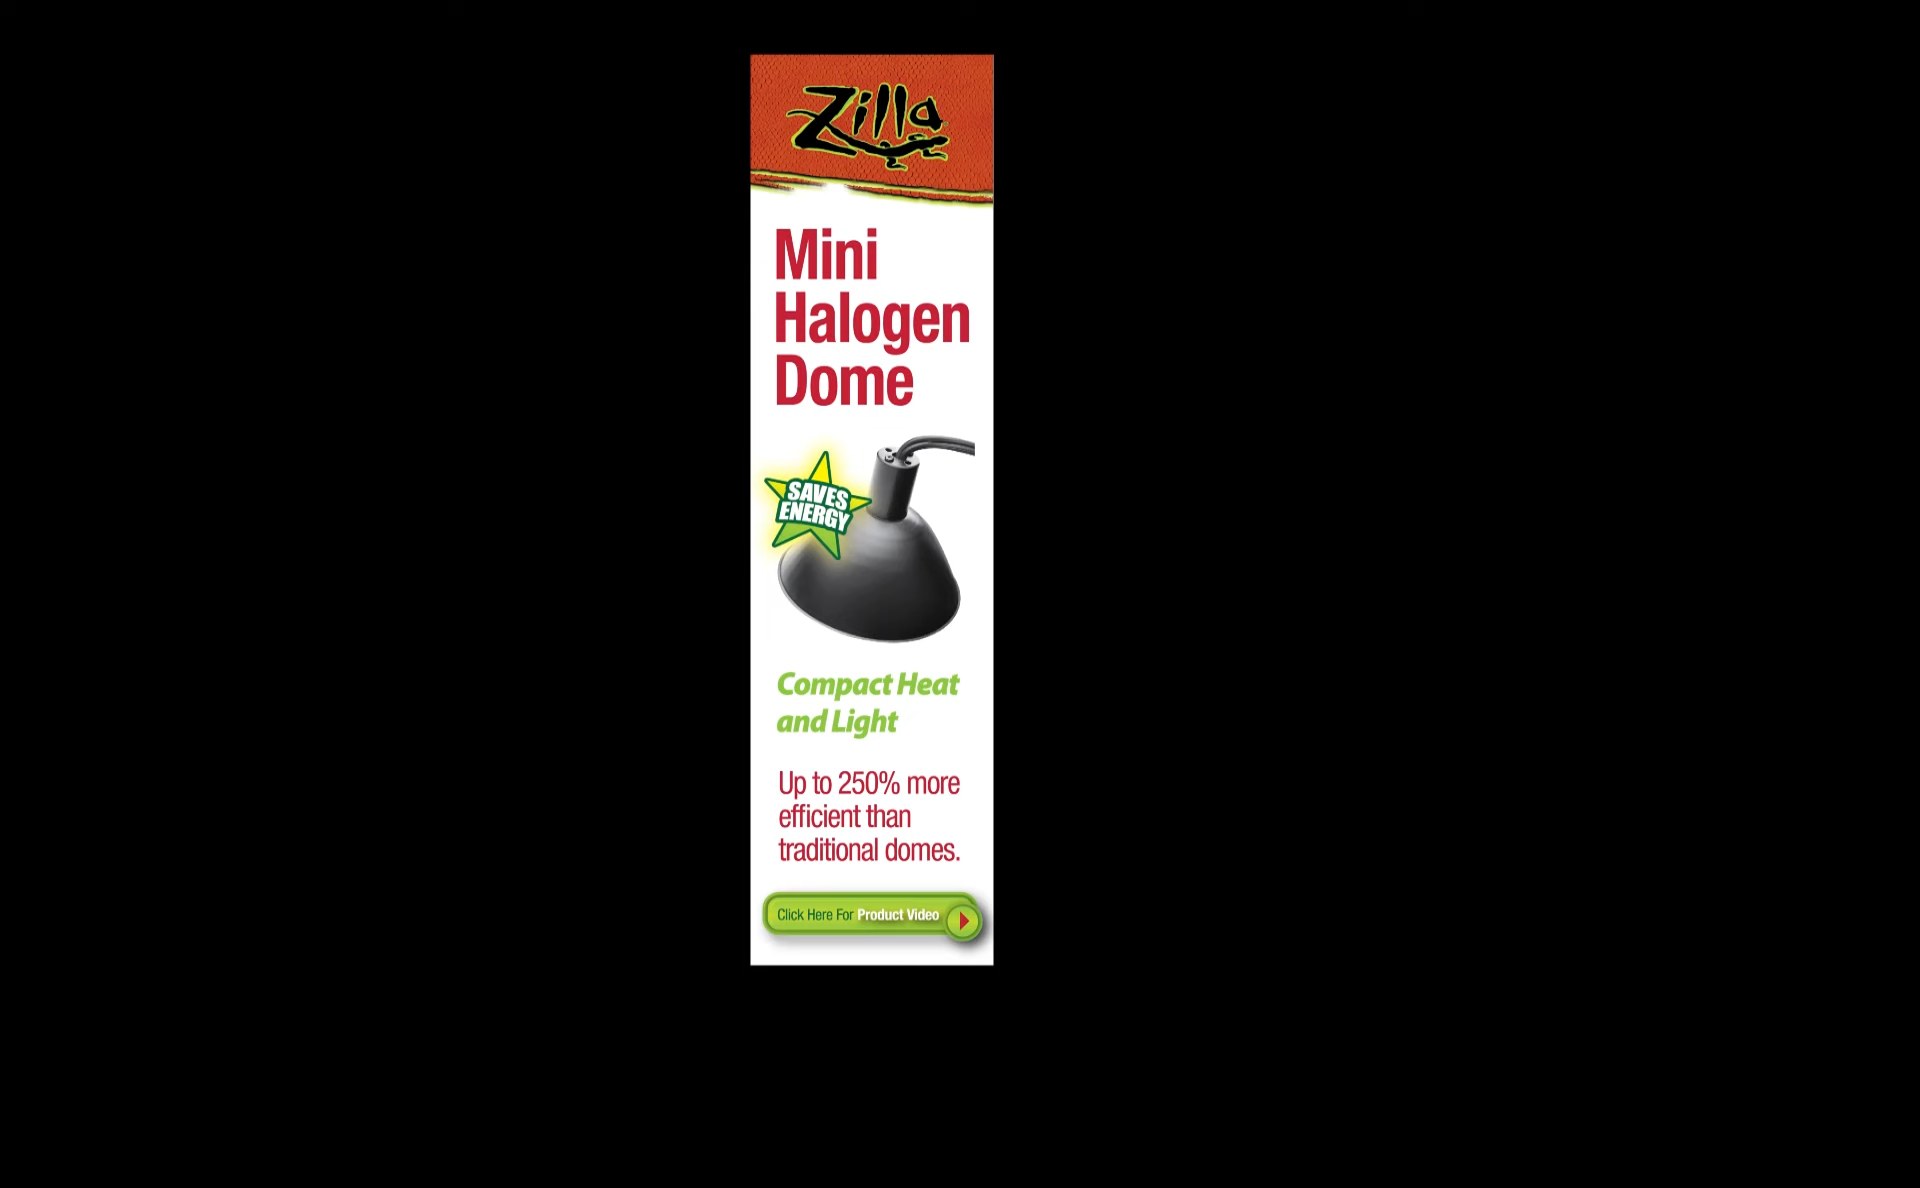 Zilla
Mini
Halogen
Dome
SAVES
ENERGY
Compact Heat
and Light
Up to 250% more
efficient than
traditional domes.
Click Here For Product Video